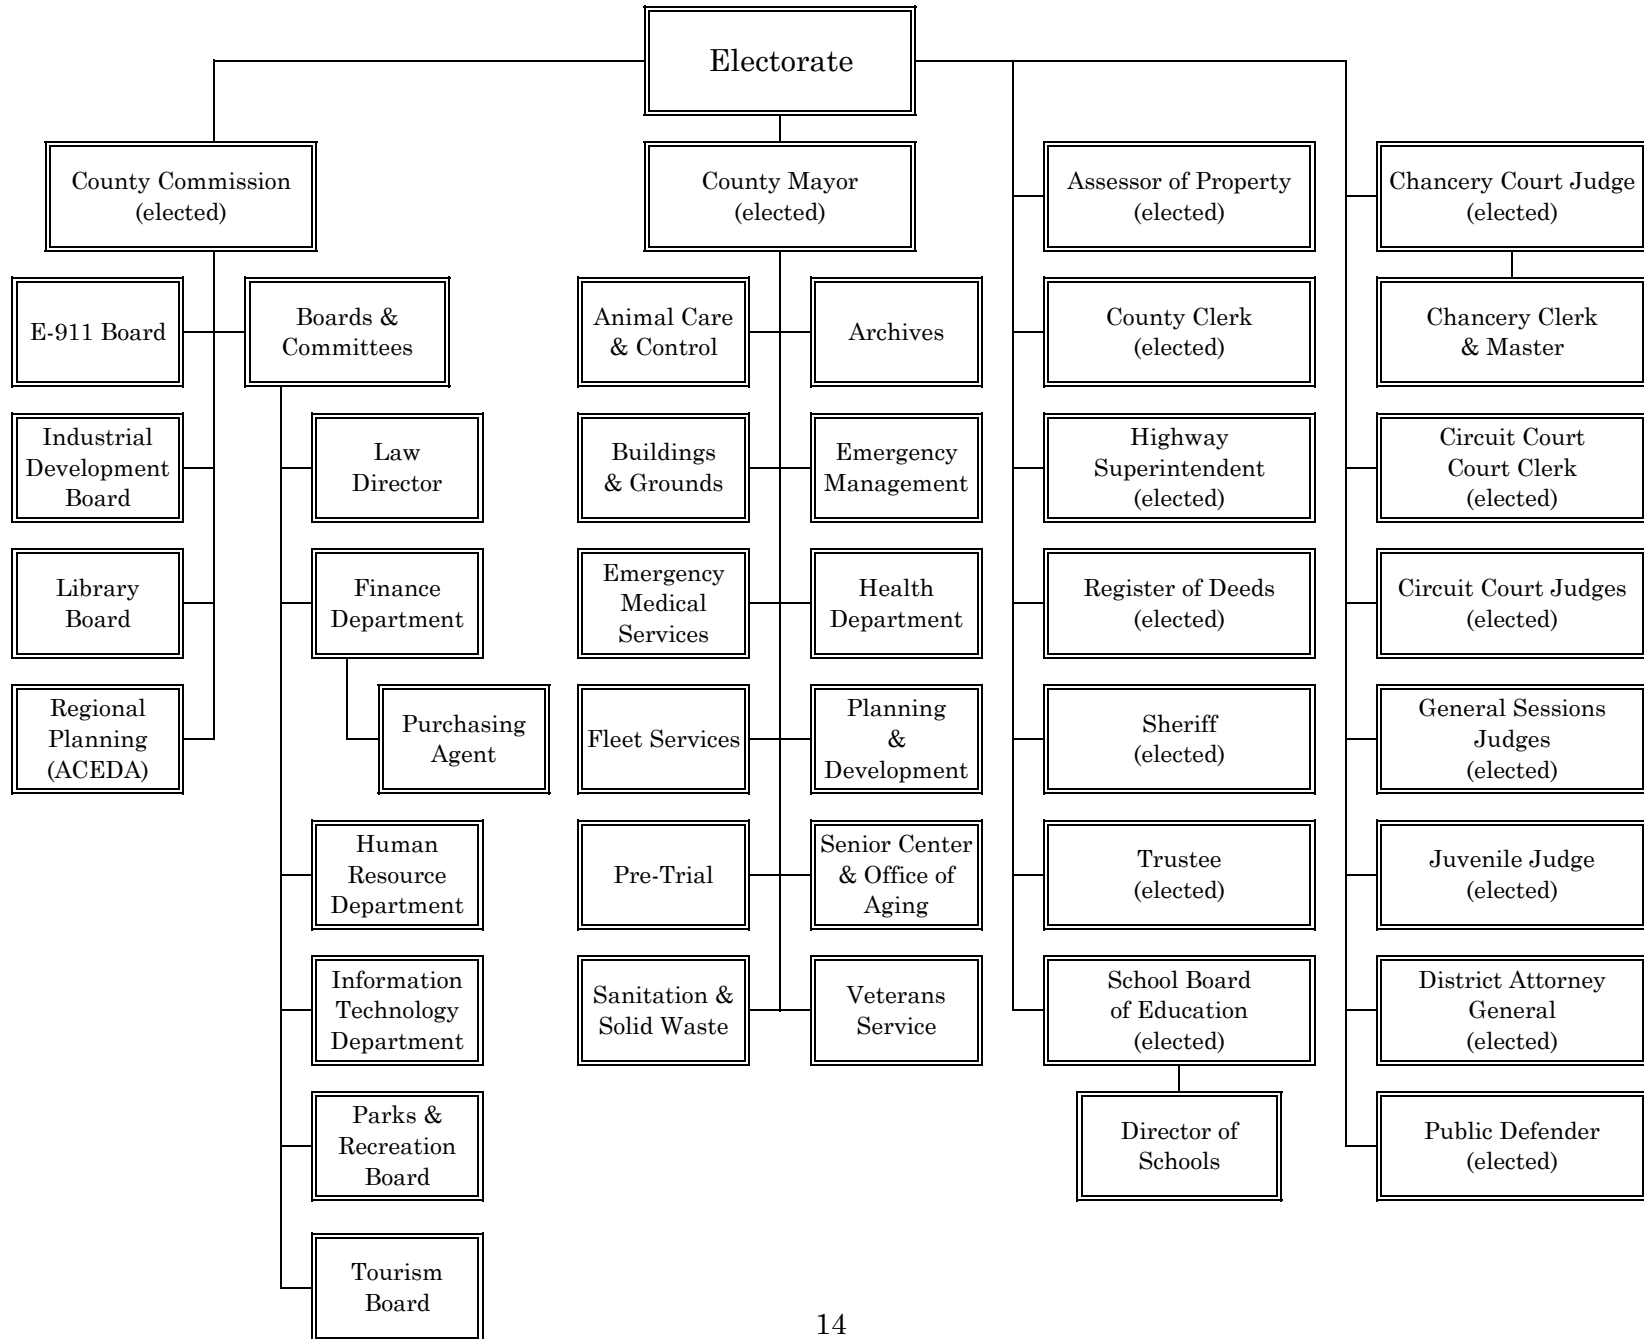 Electorate
County Commission
(elected)
County Mayor
(elected)
Assessor of Property
(elected)
Chancery Court Judge
(elected)
E-911 Board
Boards &
Committees
Animal Care
& Control
Archives
County Clerk
(elected)
Chancery Clerk
& Master
Industrial
Development
Board
Law
Director
Buildings
& Grounds
Emergency
Management
Highway
Superintendent
(elected)
Circuit Court
Court Clerk
(elected)
Library
Board
Finance
Department
Emergency
Medical
Services
Health
Department
Register of Deeds
(elected)
Circuit Court Judges
(elected)
Regional
Planning
(ACEDA)
Purchasing
Agent
Fleet Services
Planning
&
Development
Sheriff
(elected)
General Sessions
Judges
(elected)
Human
Resource
Department
Pre-Trial
Senior Center
& Office of
Aging
Trustee
(elected)
Juvenile Judge
(elected)
Information
Technology
Department
Sanitation &
Solid Waste
Veterans
Service
School Board
of Education
(elected)
District Attorney
General
(elected)
Parks &
Recreation
Board
Director of
Schools
Public Defender
(elected)
Tourism
Board
14